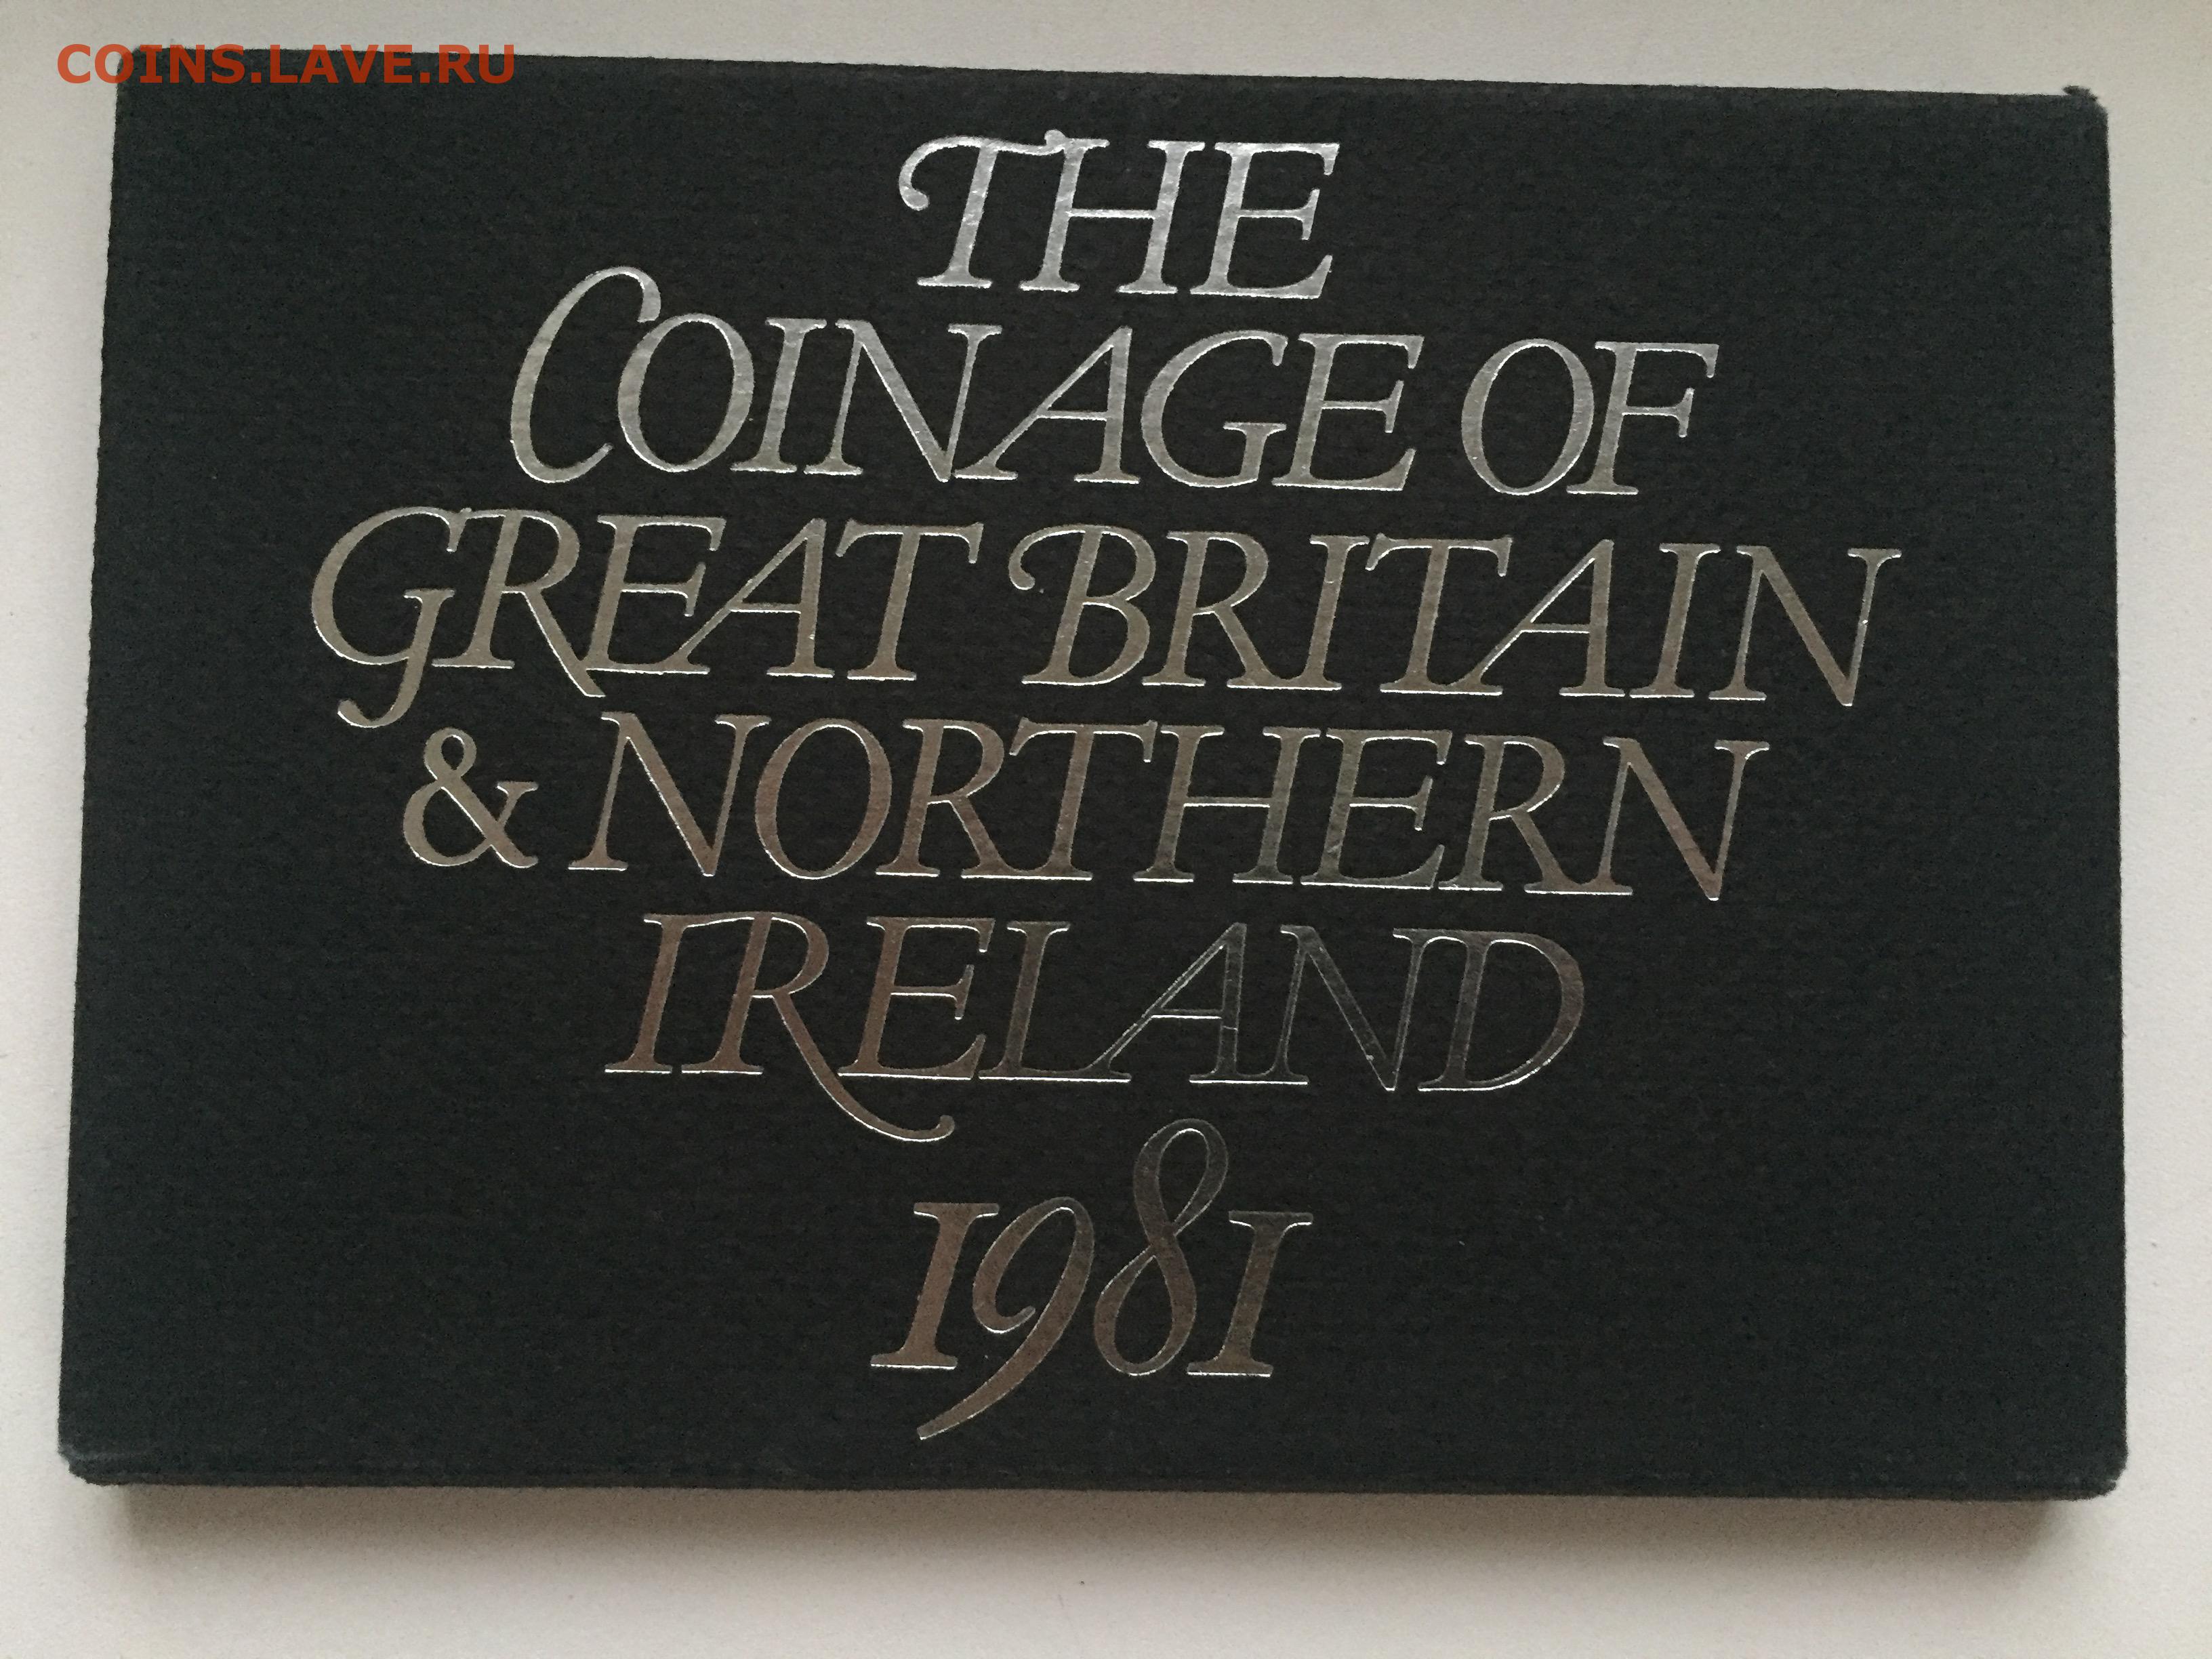 COINS.LAVE.RU
THE
COINAGE OF
GREAT BRITAIN
& NORTHERN
IRELAND
1981